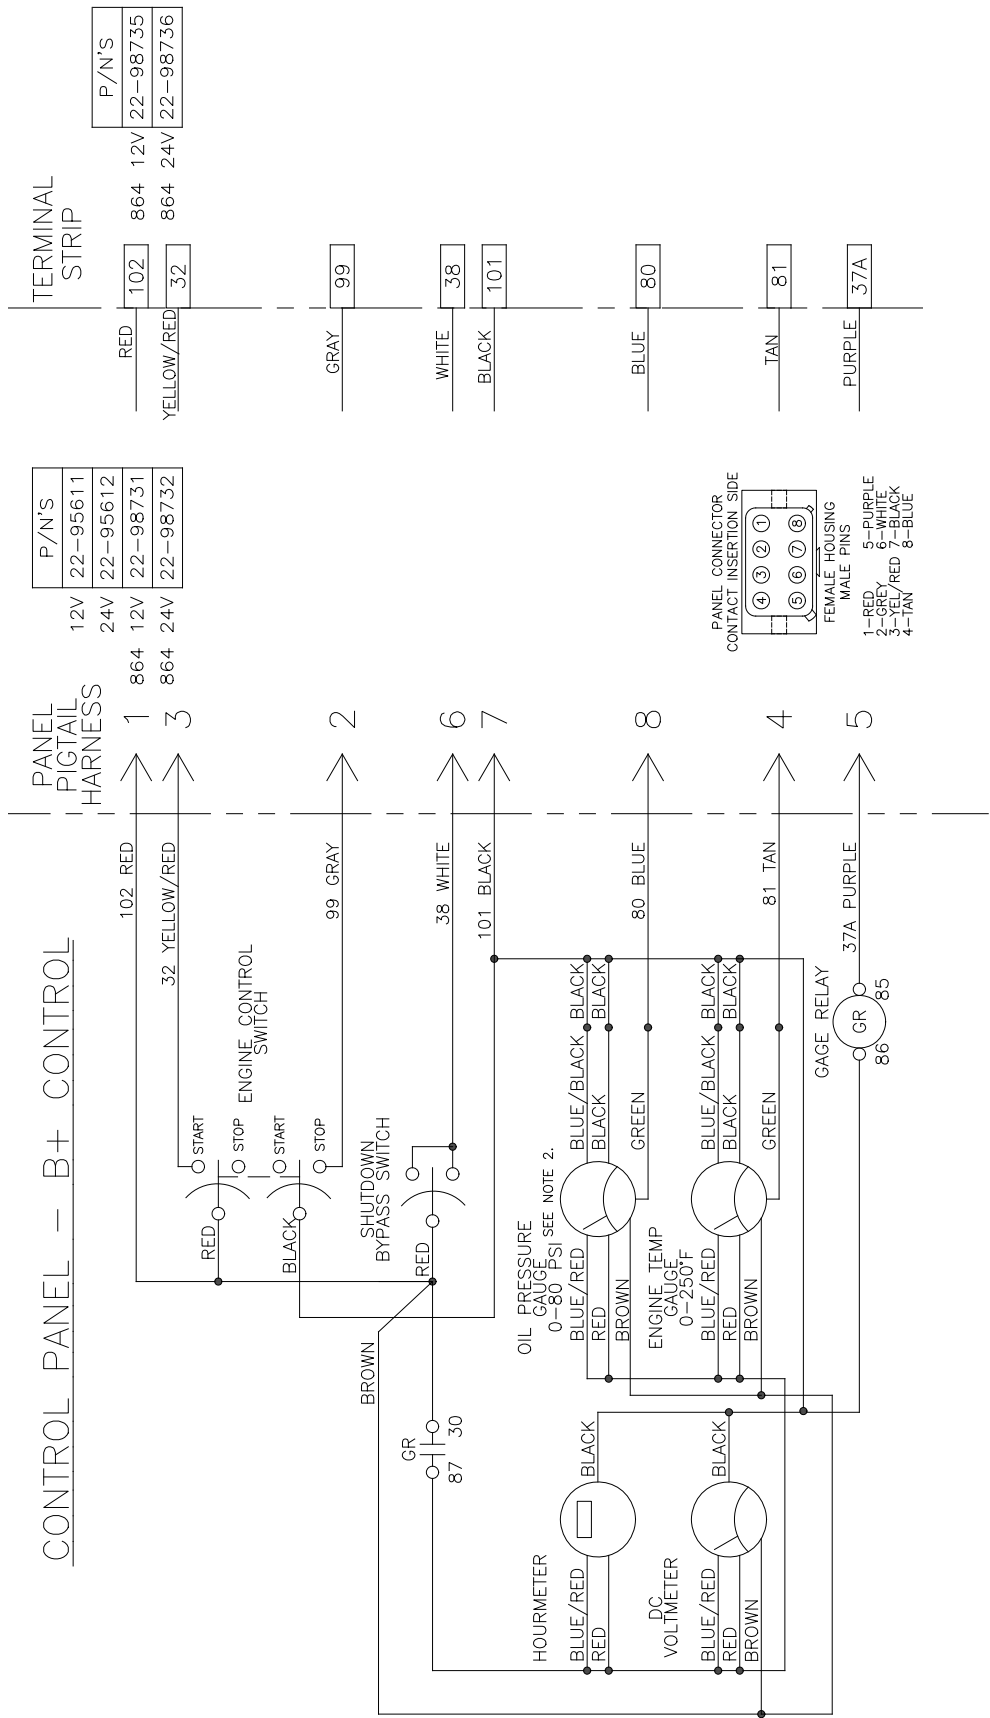 CONTROL PANEL - B+ CONTROL
PANEL
PIGTAIL
HARNESS
TERMINAL
STRIP
P/N'S
12V 22-95611
24V 22-95612
864 12V 22-98731
864 24V 22-98732
P/N'S
864 12V 22-98735
864 24V 22-98736
102 RED
1
RED
102
32 YELLOW/RED
3
YELLOW/RED
32
START
STOP
START
STOP
ENGINE CONTROL
SWITCH
RED
BLACK
99 GRAY
2
GRAY
99
SHUTDOWN
BYPASS SWITCH
RED
38 WHITE
6
WHITE
38
101 BLACK
7
BLACK
101
BROWN
GR
87
30
OIL PRESSURE
GAUGE
0-80 PSI SEE NOTE 2.
BLUE/RED
RED
BROWN
BLUE/BLACK
BLACK
BLACK
BLACK
GREEN
80 BLUE
8
BLUE
80
ENGINE TEMP
GAUGE
0-250°F
BLUE/RED
RED
BROWN
BLUE/BLACK
BLACK
BLACK
BLACK
GREEN
81 TAN
4
TAN
81
HOURMETER
BLUE/RED
RED
BLACK
DC
VOLTMETER
BLUE/RED
RED
BROWN
BLACK
GAGE RELAY
86
GR
85
37A PURPLE
5
PURPLE
37A
PANEL CONNECTOR
CONTACT INSERTION SIDE
4 3 2 1
5 6 7 8
FEMALE HOUSING
MALE PINS
1-RED 5-PURPLE
2-GREY 6-WHITE
3-YEL/RED 7-BLACK
4-TAN 8-BLUE